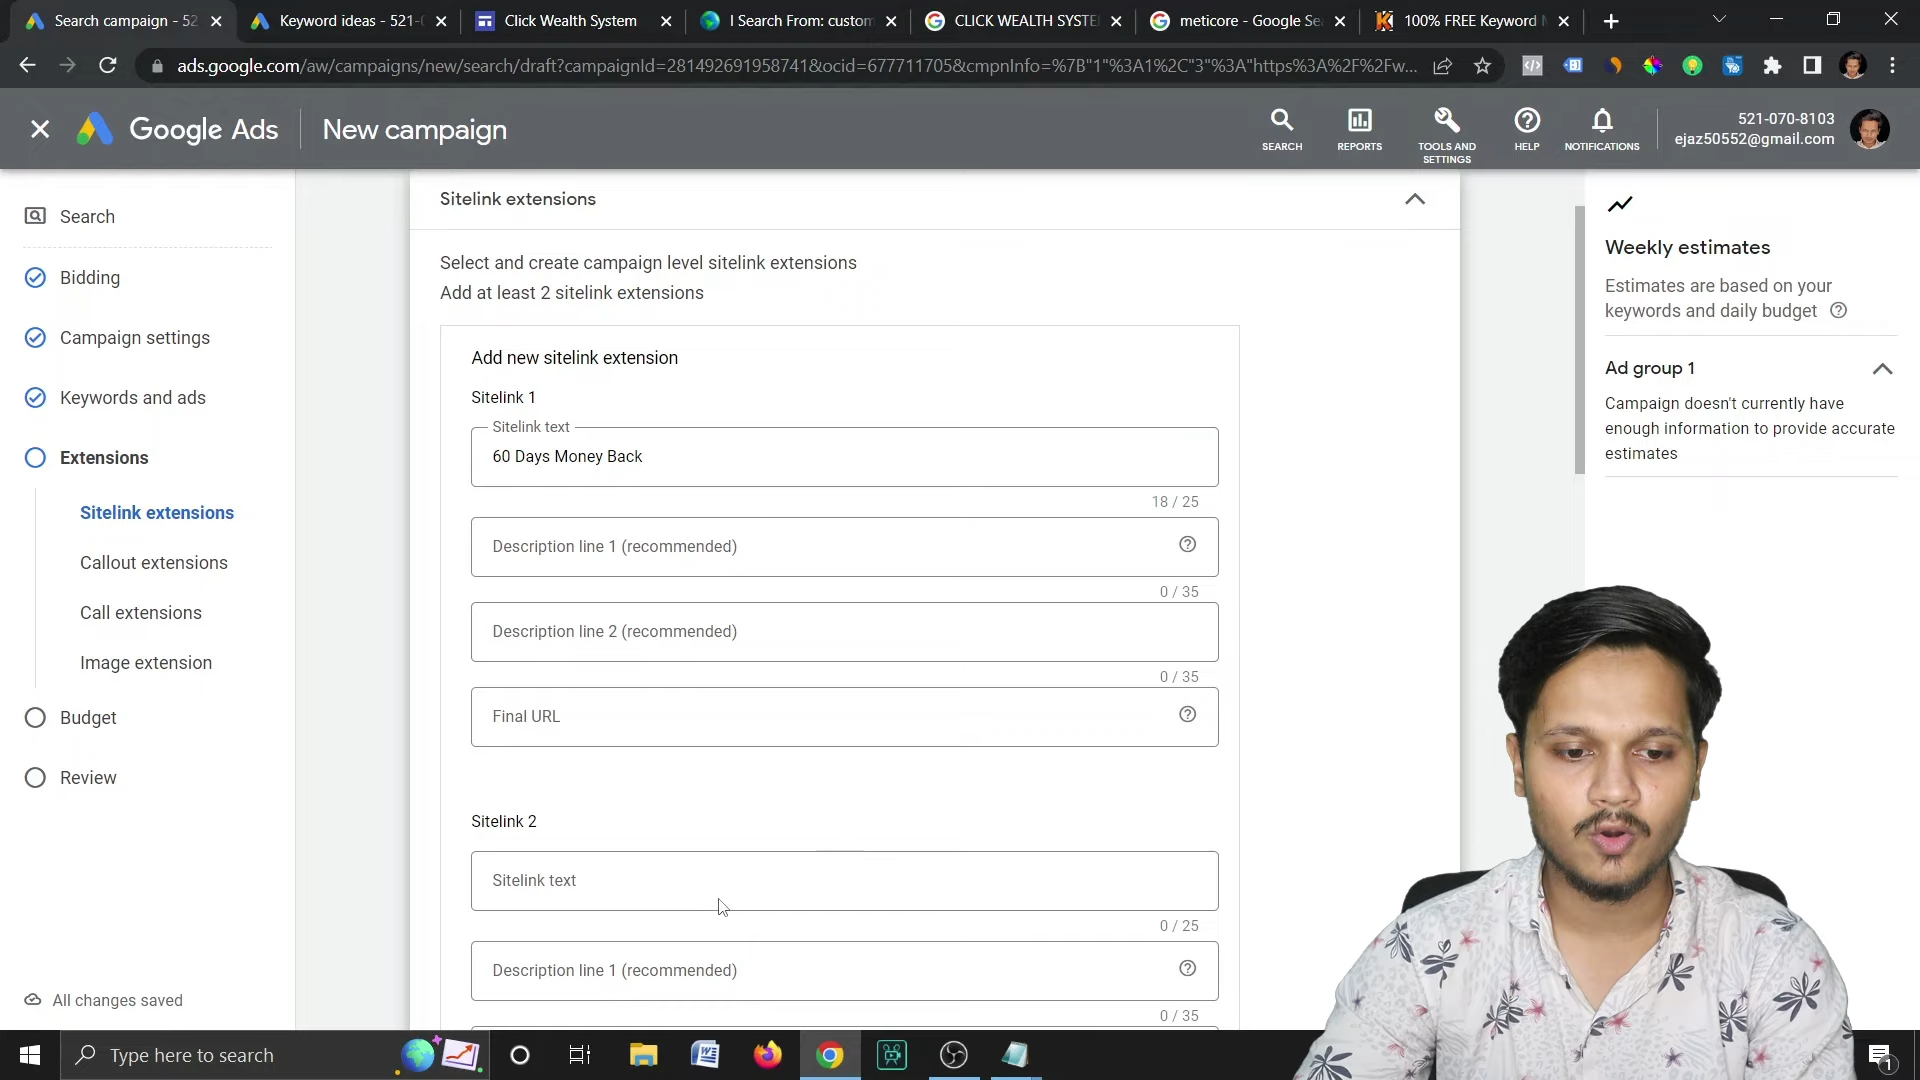 Search campaign - 52
Keyword ideas - 521-
Click Wealth System
I Search From: custom
CLICK WEALTH SYSTE
meticore - Google Se
100% FREE Keyword
ads.google.com/aw/campaigns/new/search/draft?campaignId=281492691958741&ocid=677711705&cmpnInfo=%7B"1"%3A1%2C"3"%3A"https%3A%2F%2Fw...
Google Ads
New campaign
SEARCH
REPORTS
TOOLS AND
SETTINGS
HELP
NOTIFICATIONS
521-070-8103
ejaz50552@gmail.com
Search
Bidding
Campaign settings
Keywords and ads
Extensions
Sitelink extensions
Callout extensions
Call extensions
Image extension
Budget
Review
All changes saved
Sitelink extensions
Select and create campaign level sitelink extensions
Add at least 2 sitelink extensions
Add new sitelink extension
Sitelink 1
Sitelink text
60 Days Money Back
18 / 25
Description line 1 (recommended)
0 / 35
Description line 2 (recommended)
0 / 35
Final URL
Sitelink 2
Sitelink text
0 / 25
Description line 1 (recommended)
0 / 35
Weekly estimates
Estimates are based on your
keywords and daily budget
Ad group 1
Campaign doesn't currently have
enough information to provide accurate
estimates
Type here to search
1